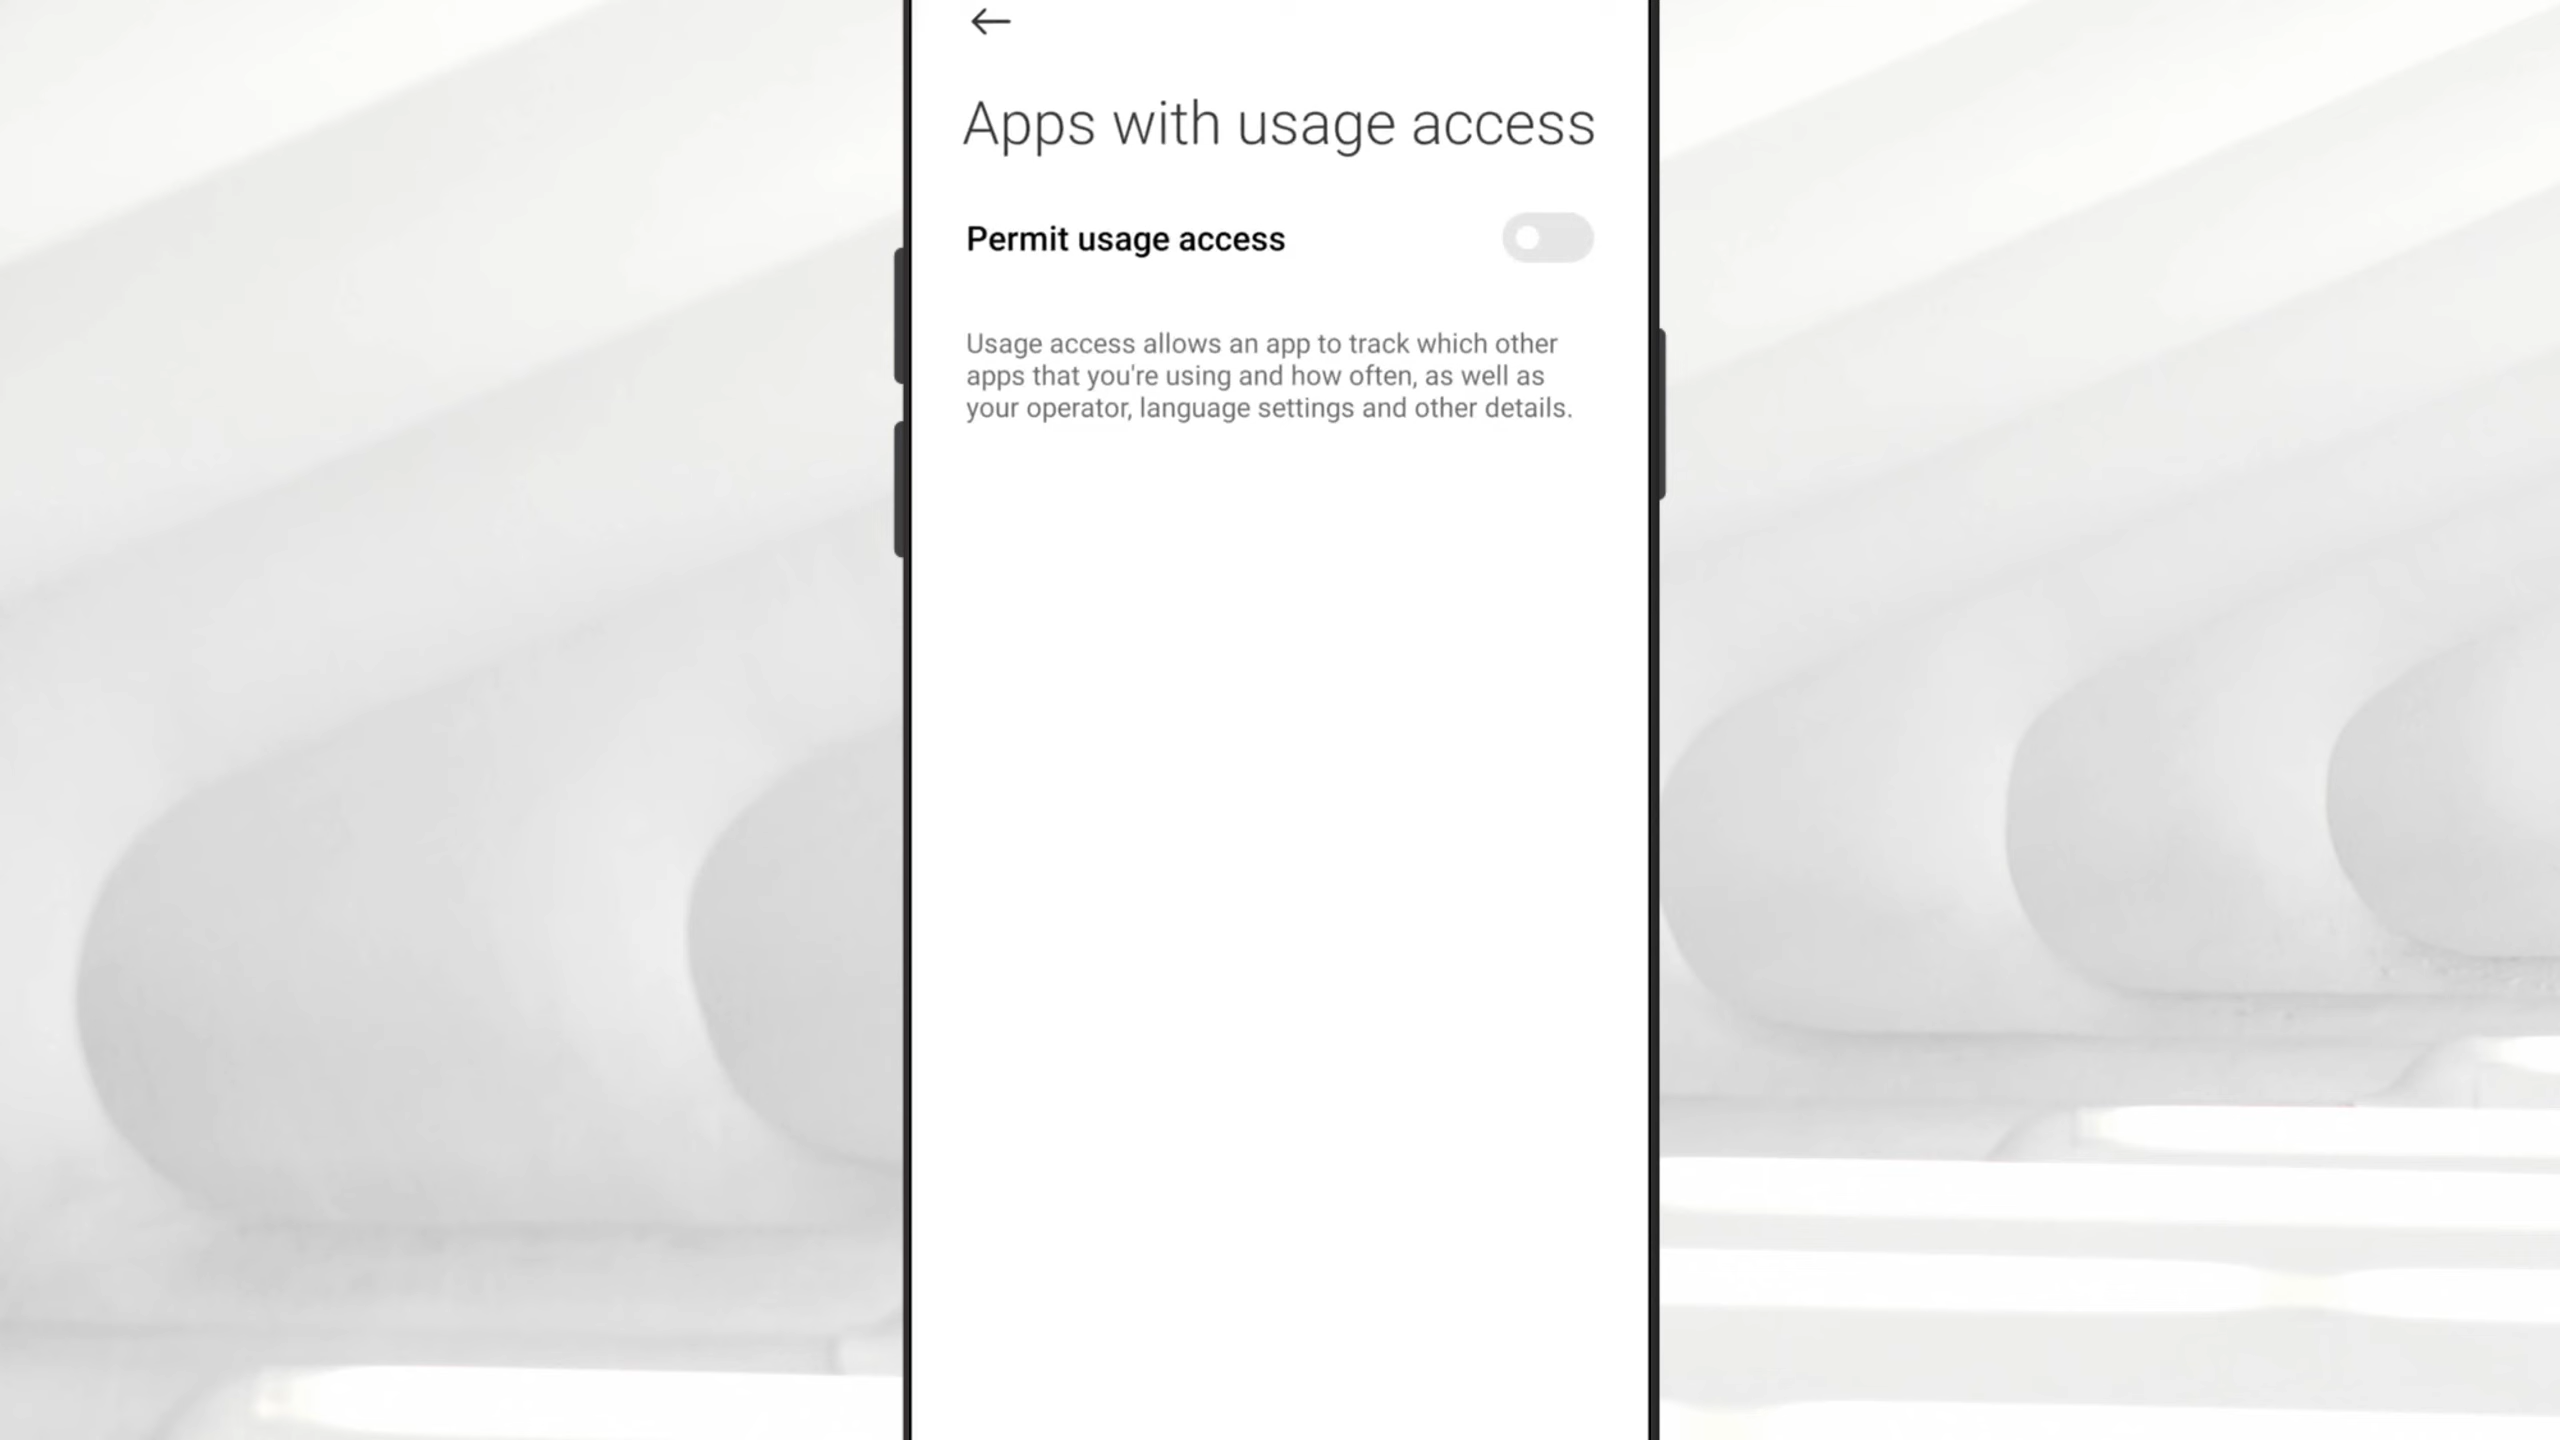 Apps with usage access
Permit usage access
Usage access allows an app to track which other
apps that you're using and how often, as well as
your operator, language settings and other details.